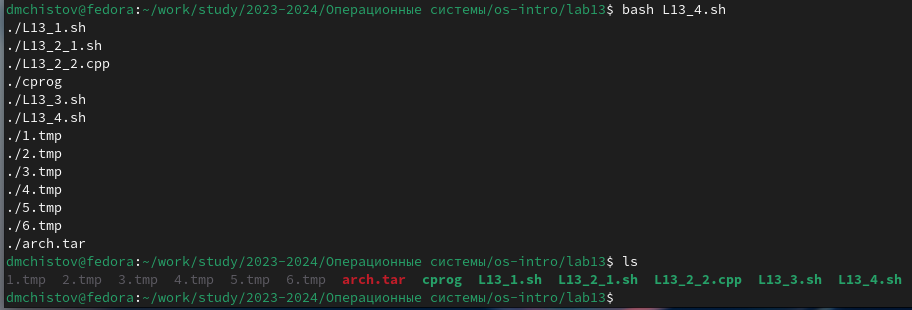 dmchistov@fedora:~/work/study/2023-2024/Операционные системы/os-intro/lab13$ bash L13_4.sh
./L13_1.sh
./L13_2_1.sh
./L13_2_2.cpp
./cprog
./L13_3.sh
./L13_4.sh
./1.tmp
./2.tmp
./3.tmp
./4.tmp
./5.tmp
./6.tmp
./arch.tar
dmchistov@fedora:~/work/study/2023-2024/Операционные системы/os-intro/lab13$ ls
1.tmp 2.tmp 3.tmp 4.tmp 5.tmp 6.tmp arch.tar cprog L13_1.sh L13_2_1.sh L13_2_2.cpp L13_3.sh L13_4.sh
dmchistov@fedora:~/work/study/2023-2024/Операционные системы/os-intro/lab13$